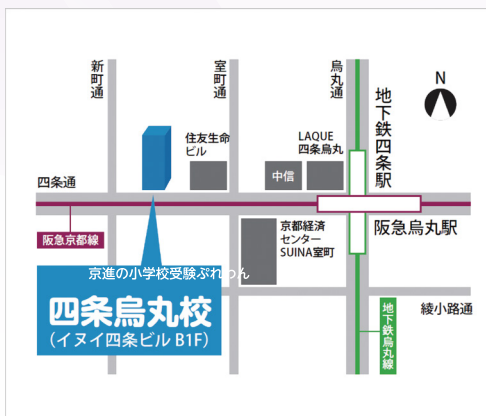 新町通
室町通
烏丸通
地下鉄四条駅
N
住友生命
ビル
LAQUE
四条烏丸
中信
四条通
阪急京都線
京都経済
センター
SUINA室町
阪急烏丸駅
京進の小学校受験ぷれわん
四条烏丸校
(イヌイ四条ビル B1F)
綾小路通
地下鉄烏丸線